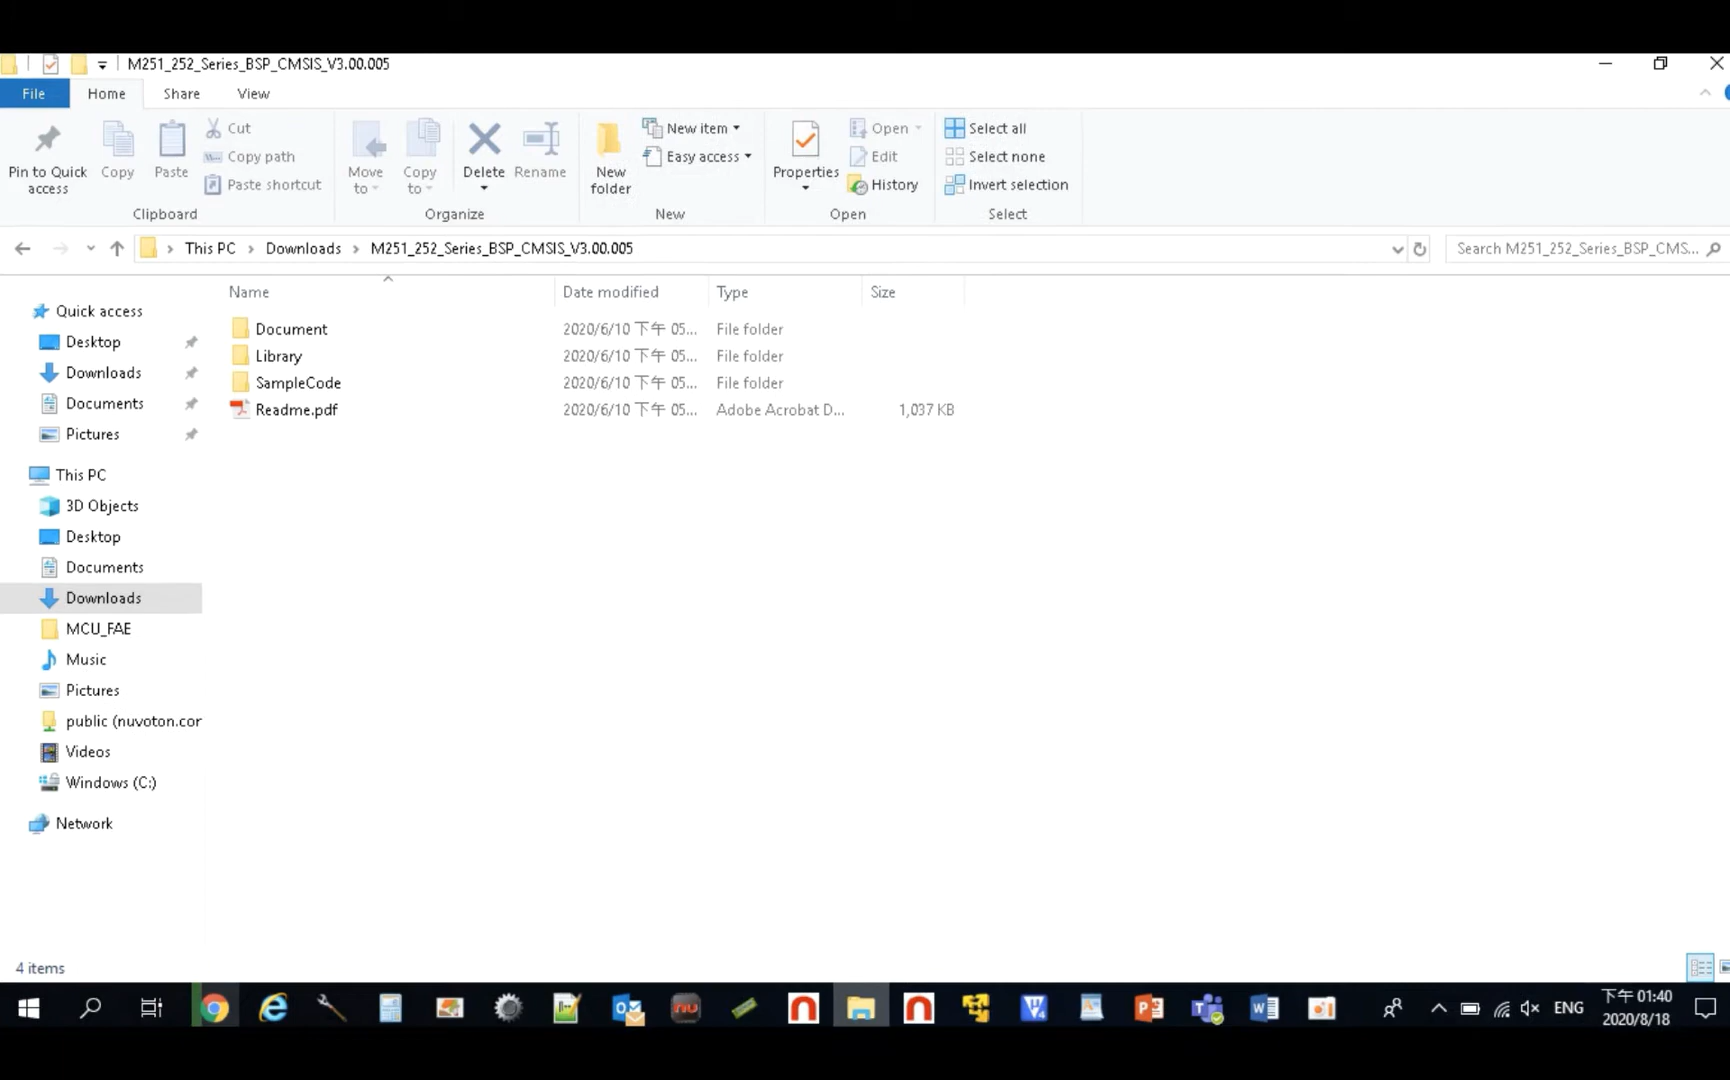 M251_252_Series_BSP_CMSIS_V3.00.005
File Home Share View
Pin to Quick access
Copy
Paste
Cut
Copy path
Paste shortcut
Clipboard
Move to
Copy to
Delete
Rename
Organize
New folder
New item
Easy access
New
Properties
Open
Edit
History
Open
Select all
Select none
Invert selection
Select
This PC > Downloads > M251_252_Series_BSP_CMSIS_V3.00.005
Search M251_252_Series_BSP_CMS...
Name Date modified Type Size
Document 2020/6/10 下午 05... File folder
Library 2020/6/10 下午 05... File folder
SampleCode 2020/6/10 下午 05... File folder
Readme.pdf 2020/6/10 下午 05... Adobe Acrobat D... 1,037 KB
Quick access
Desktop
Downloads
Documents
Pictures
This PC
3D Objects
Desktop
Documents
Downloads
MCU_FAE
Music
Pictures
public (nuvoton.cor
Videos
Windows (C:)
Network
4 items
ENG
下午 01:40
2020/8/18